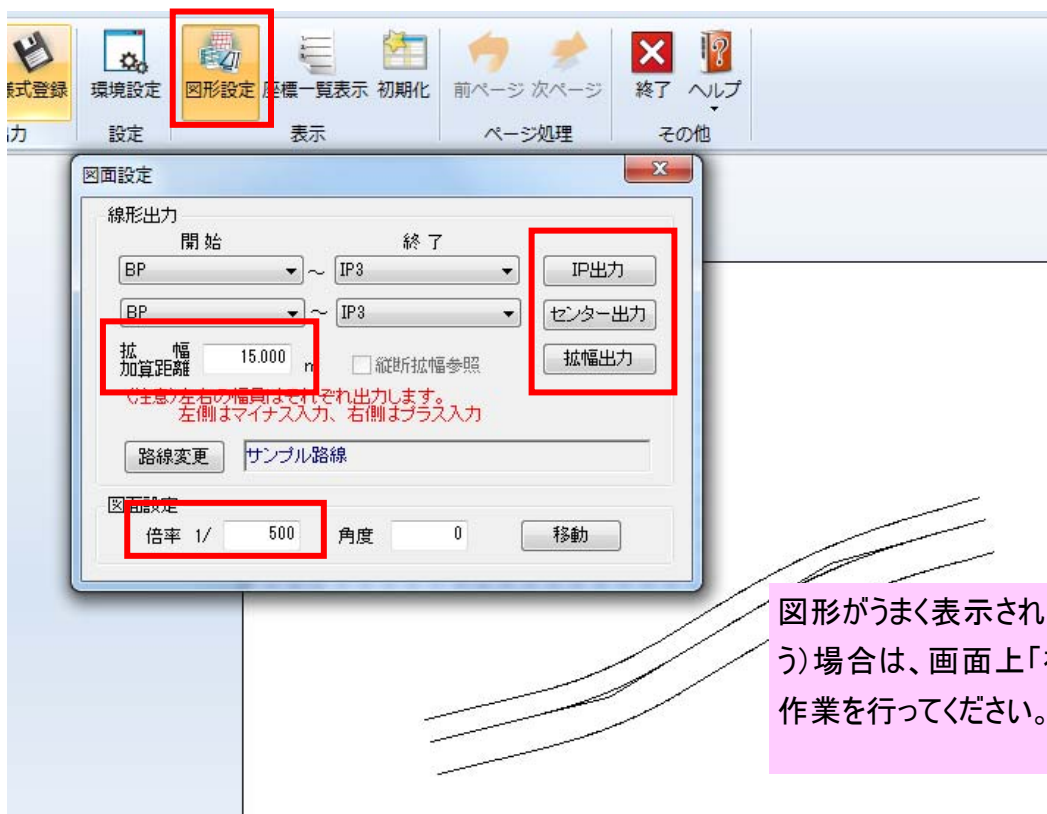 様式登録
環境設定
図形設定
座標一覧表示
初期化
前ページ
次ページ
終了
ヘルプ
力
設定
表示
ページ処理
その他
図面設定
線形出力
開始 終了
BP ～ IP3 IP出力
BP ～ IP3 センター出力
拡 幅
加算距離 15.000 m 縦断拡幅参照 拡幅出力
(注意)左右の幅員はそれぞれ出力します。
左側はマイナス入力、右側はプラス入力
路線変更 サンプル路線
図面設定
倍率 1/ 500 角度 0 移動
図形がうまく表示され
う)場合は、画面上「
作業を行ってください。